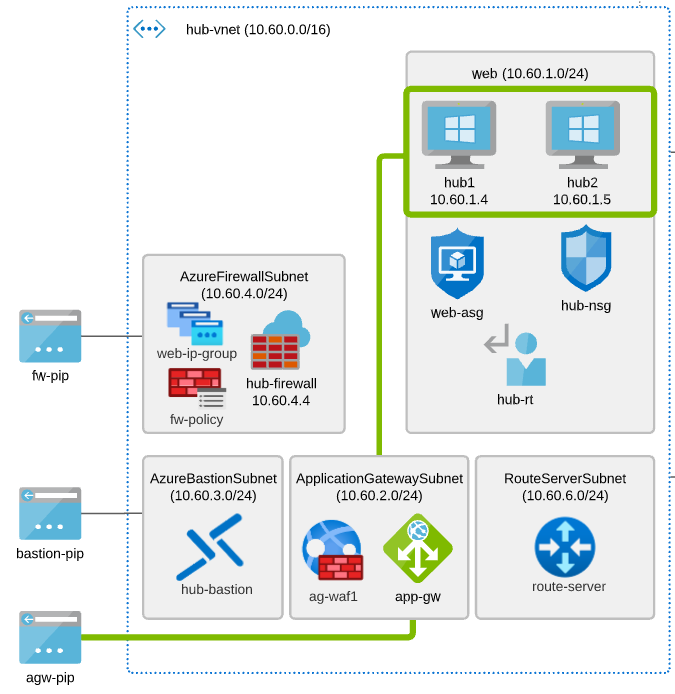 hub-vnet (10.60.0.0/16)
web (10.60.1.0/24)
hub1
10.60.1.4
hub2
10.60.1.5
web-asg
hub-nsg
hub-rt
AzureFirewallSubnet
(10.60.4.0/24)
web-ip-group
hub-firewall
10.60.4.4
fw-policy
fw-pip
AzureBastionSubnet
(10.60.3.0/24)
hub-bastion
ApplicationGatewaySubnet
(10.60.2.0/24)
ag-waf1
app-gw
RouteServerSubnet
(10.60.6.0/24)
route-server
bastion-pip
agw-pip